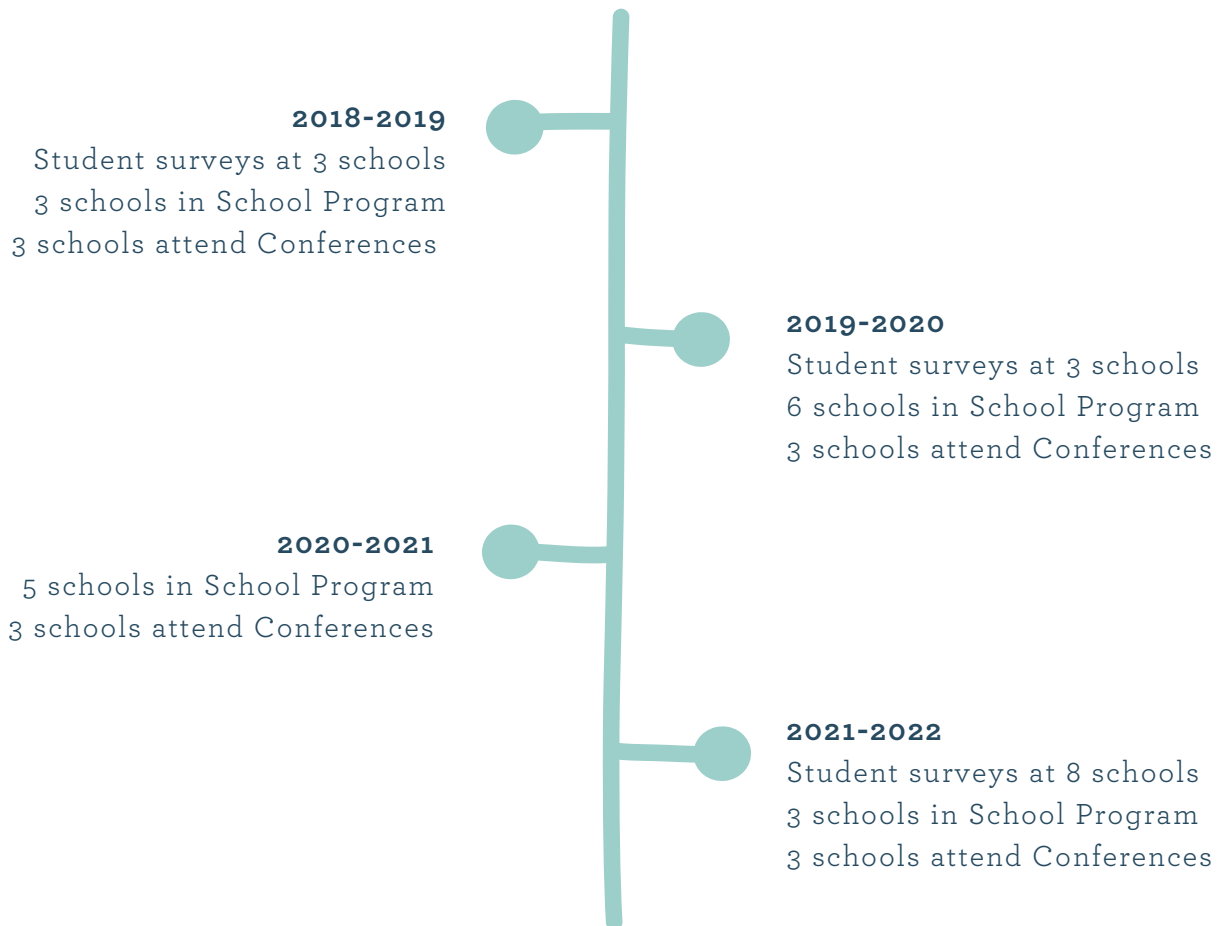 2018-2019
Student surveys at 3 schools
3 schools in School Program
3 schools attend Conferences
2019-2020
Student surveys at 3 schools
6 schools in School Program
3 schools attend Conferences
2020-2021
5 schools in School Program
3 schools attend Conferences
2021-2022
Student surveys at 8 schools
3 schools in School Program
3 schools attend Conferences